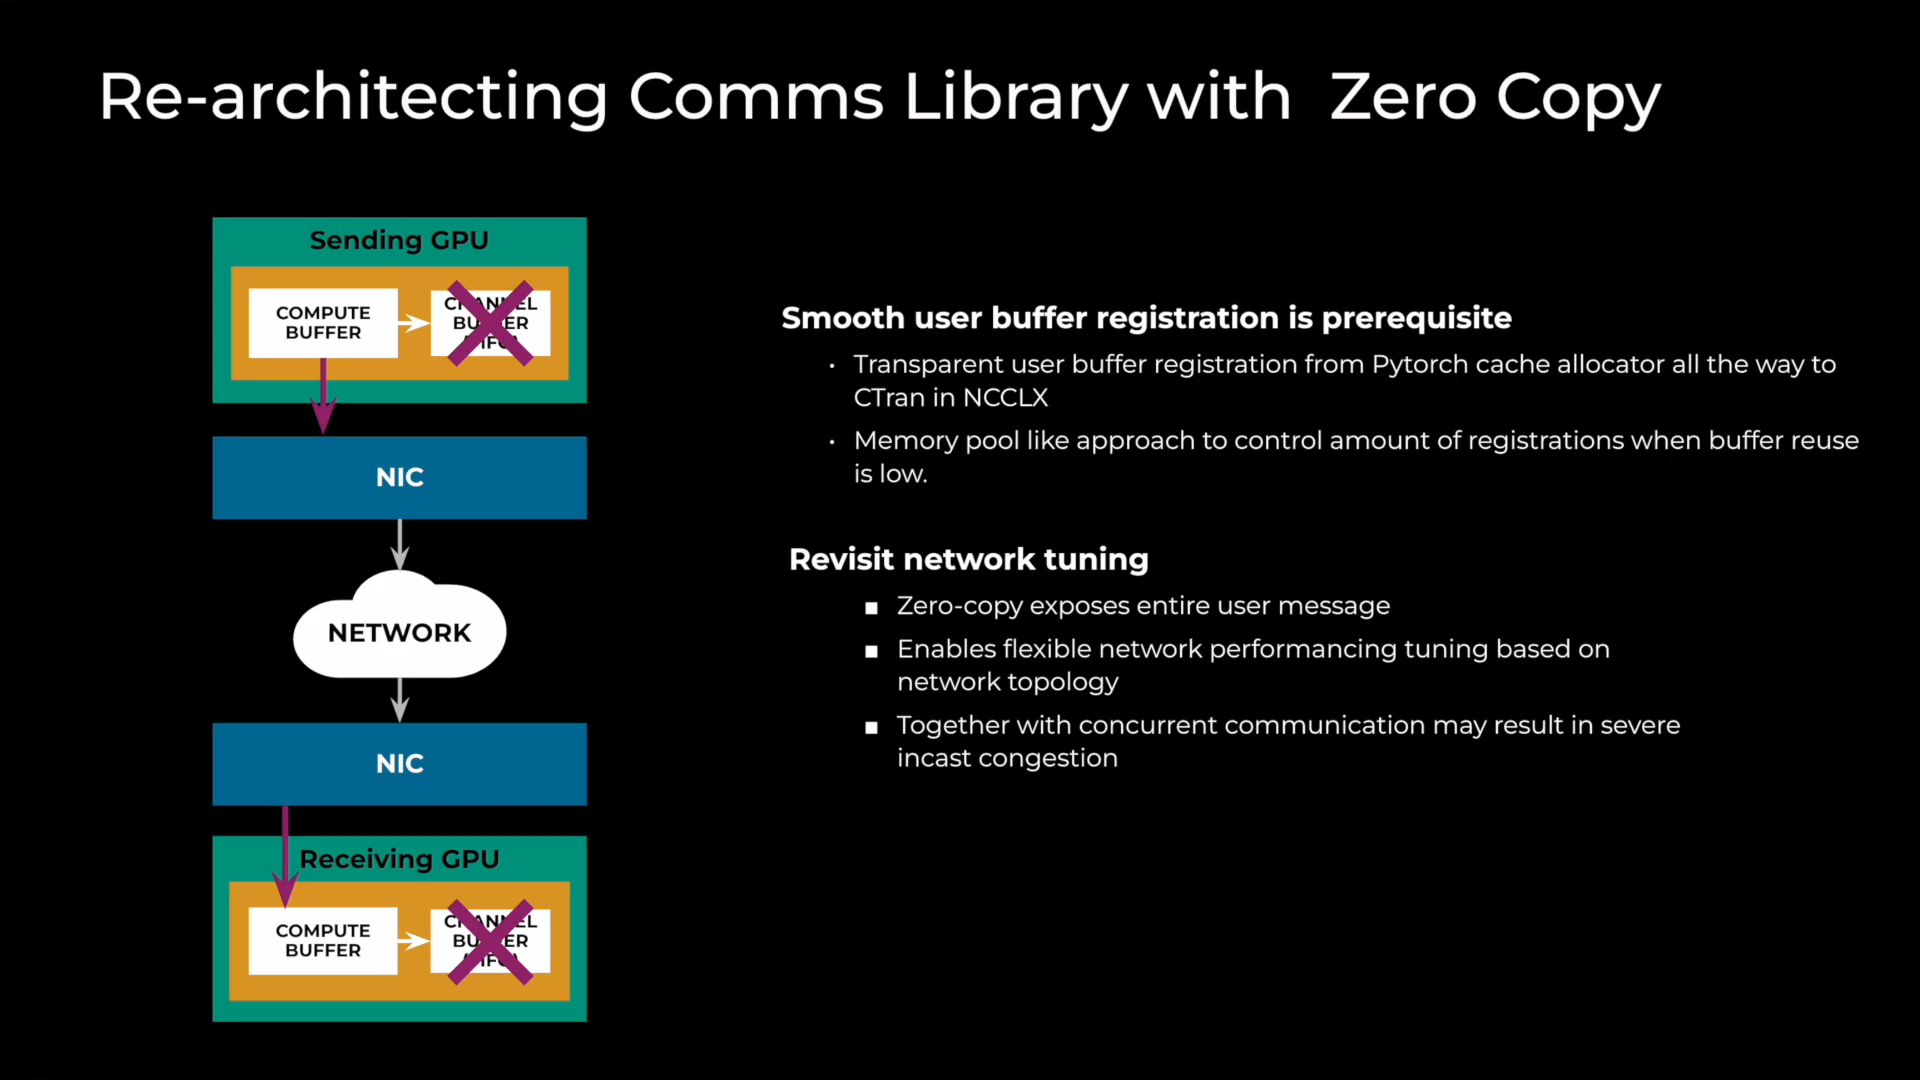 Re-architecting Comms Library with  Zero Copy
Sending GPU
COMPUTE
BUFFER
NIC
NETWORK
NIC
Receiving GPU
COMPUTE
BUFFER
Smooth user buffer registration is prerequisite
• Transparent user buffer registration from Pytorch cache allocator all the way to
CTran in NCCLX
• Memory pool like approach to control amount of registrations when buffer reuse
is low.
Revisit network tuning
■ Zero-copy exposes entire user message
■ Enables flexible network performancing tuning based on
network topology
■ Together with concurrent communication may result in severe
incast congestion